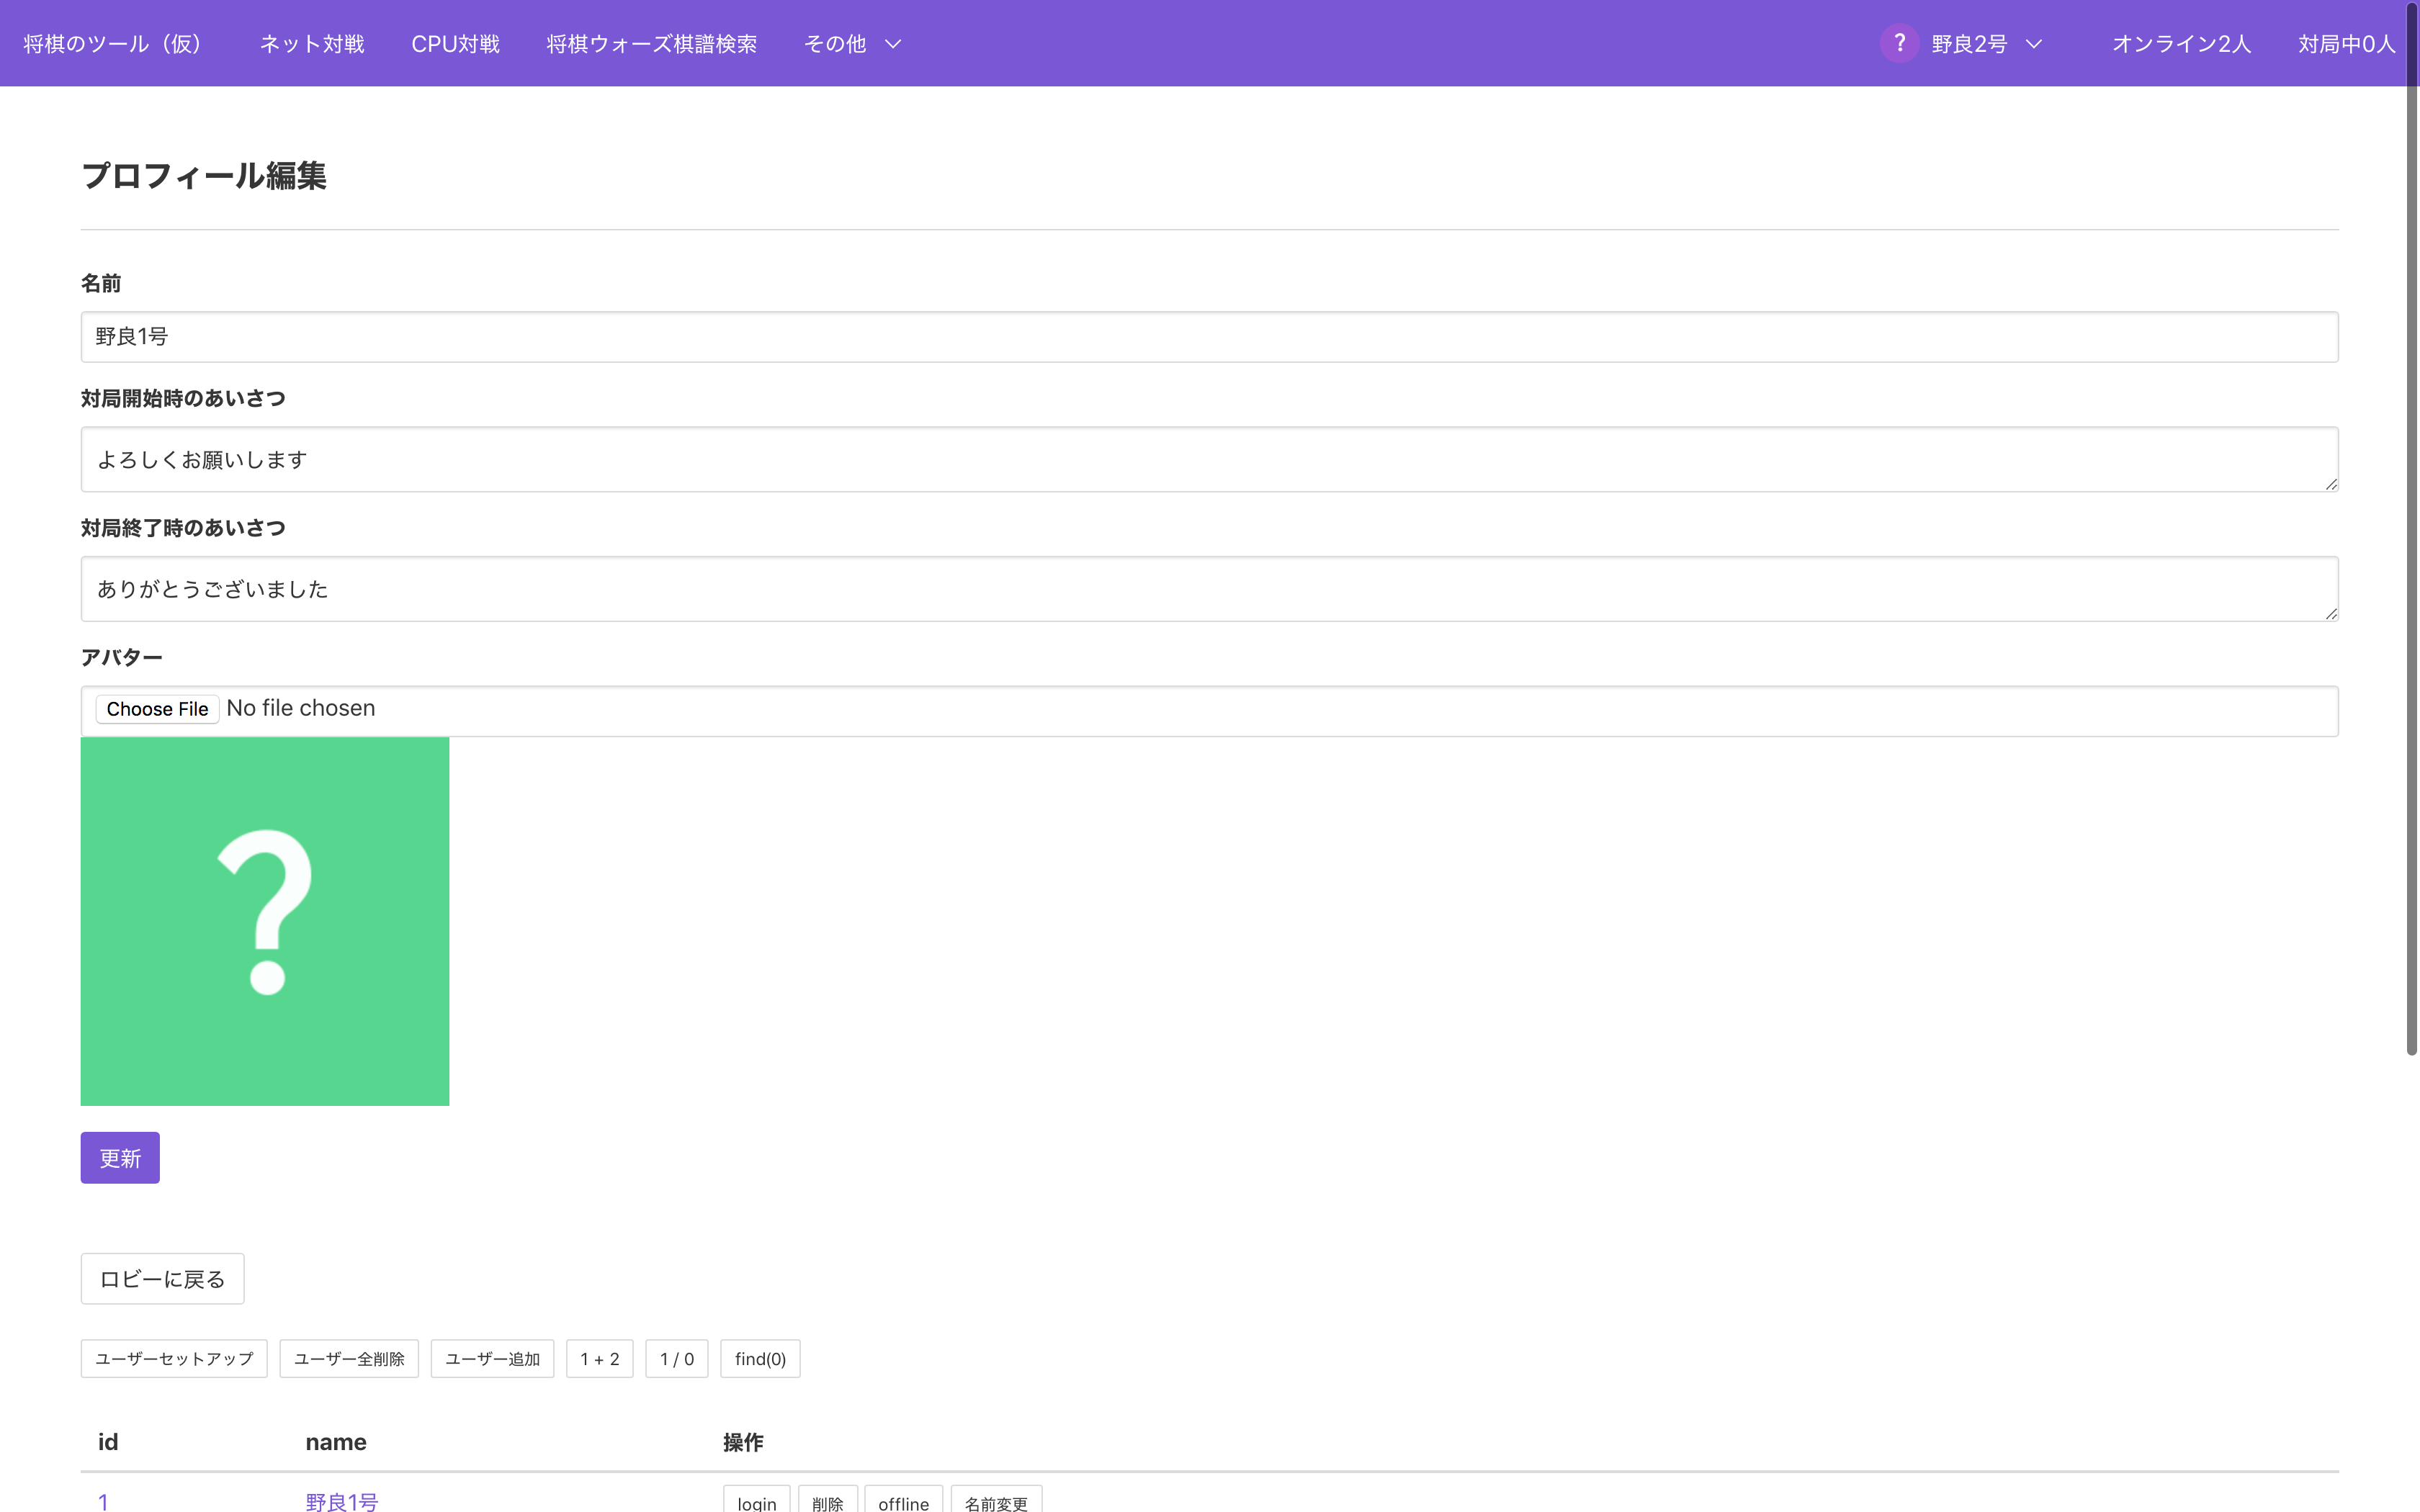 将棋のツール（仮） ネット対戦 CPU対戦 将棋ウォーズ棋譜検索 その他 ? 野良2号 オンライン2人 対局中0人
プロフィール編集
名前
野良1号
対局開始時のあいさつ
よろしくお願いします
対局終了時のあいさつ
ありがとうございました
アバター
Choose File No file chosen
?
更新
ロビーに戻る
ユーザーセットアップ ユーザー全削除 ユーザー追加 1 + 2 1 / 0 find(0)
id name 操作
1 野良1号 login 削除 offline 名前変更